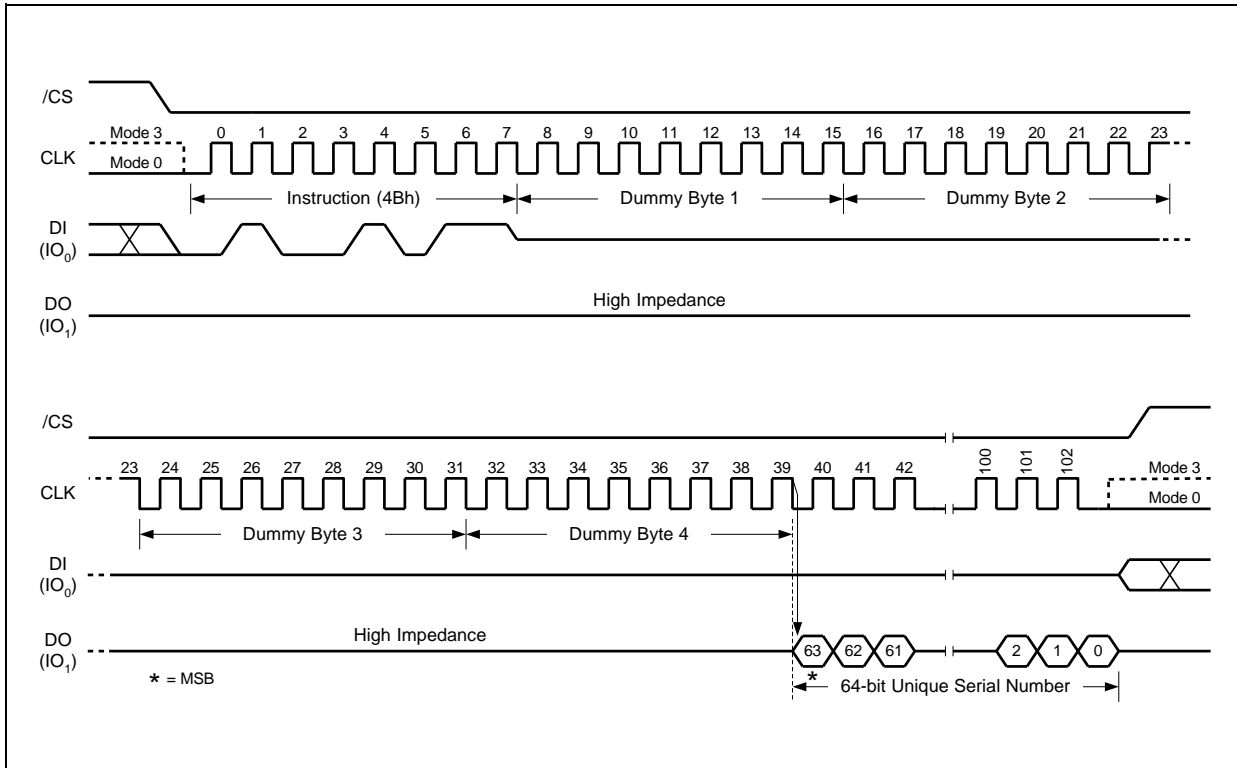 /CS
Mode 3 0 1 2 3 4 5 6 7 8 9 10 11 12 13 14 15 16 17 18 19 20 21 22 23
CLK Mode 0
Instruction (4Bh) Dummy Byte 1 Dummy Byte 2
DI
(IO0)
High Impedance
DO
(IO1)
/CS
23 24 25 26 27 28 29 30 31 32 33 34 35 36 37 38 39 40 41 42 100 101 102 Mode 3
CLK Mode 0
Dummy Byte 3 Dummy Byte 4
DI
(IO0)
High Impedance
DO
(IO1)
63 62 61 2 1 0
* = MSB * 64-bit Unique Serial Number